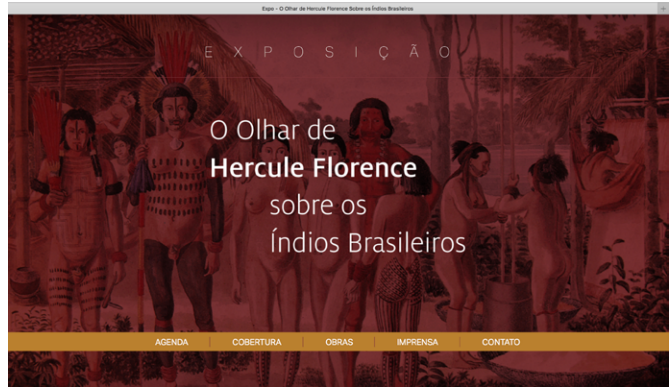 Expo - O Olhar de Hercule Florence Sobre os Índios Brasileiros
EXPOSIÇÃO
O Olhar de
Hercule Florence
sobre os
Índios Brasileiros
AGENDA | COBERTURA | OBRAS | IMPRENSA | CONTATO